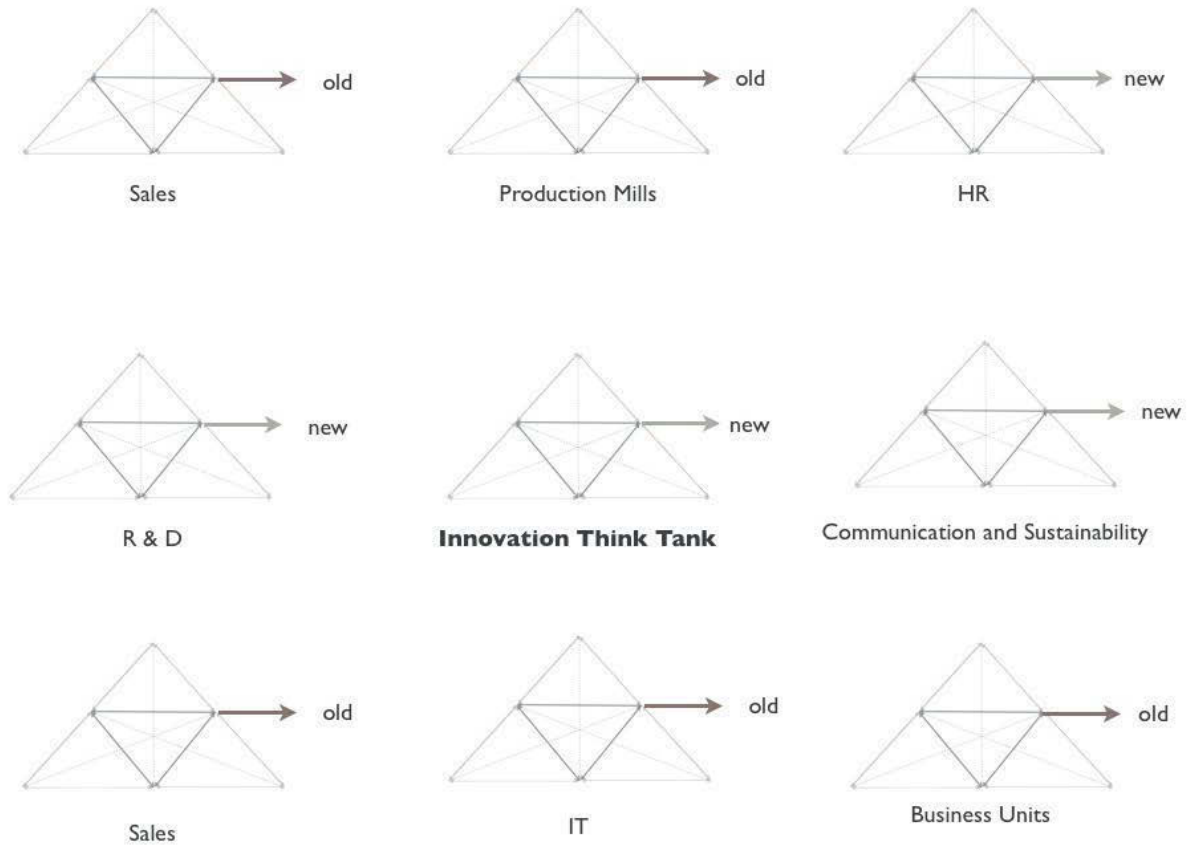 old
old
new
Sales
Production Mills
HR
new
new
new
R & D
Innovation Think Tank
Communication and Sustainability
old
old
old
Sales
IT
Business Units